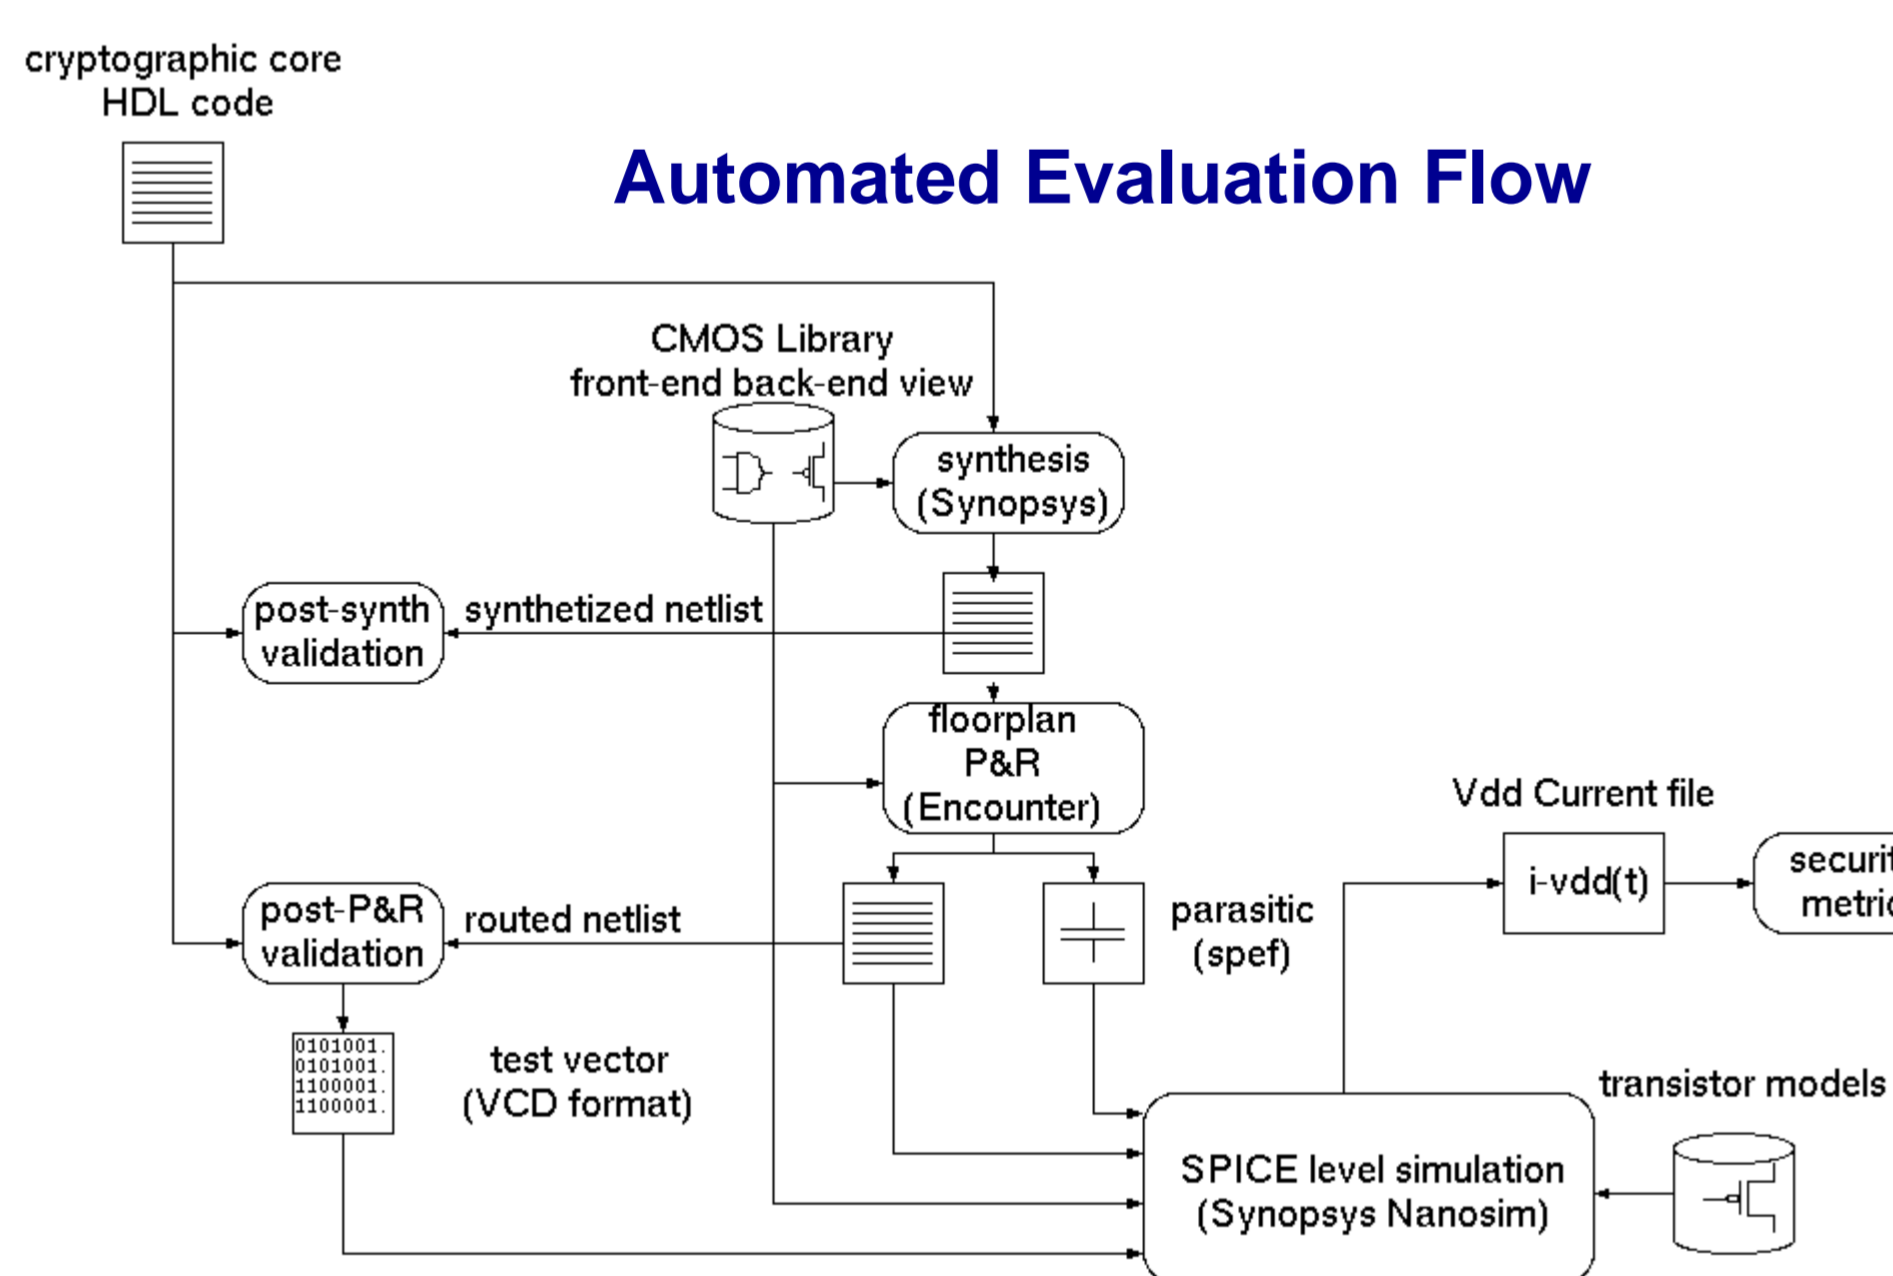 cryptographic core
HDL code
Automated Evaluation Flow
CMOS Library
front-end back-end view
synthesis
(Synopsys)
post-synth
validation
synthetized netlist
floorplan
P&R
(Encounter)
Vdd Current file
i-vdd(t)
post-P&R
validation
routed netlist
parasitic
(spef)
0101001.
0101001.
1100001.
1100001.
test vector
(VCD format)
transistor models
SPICE level simulation
(Synopsys Nanosim)